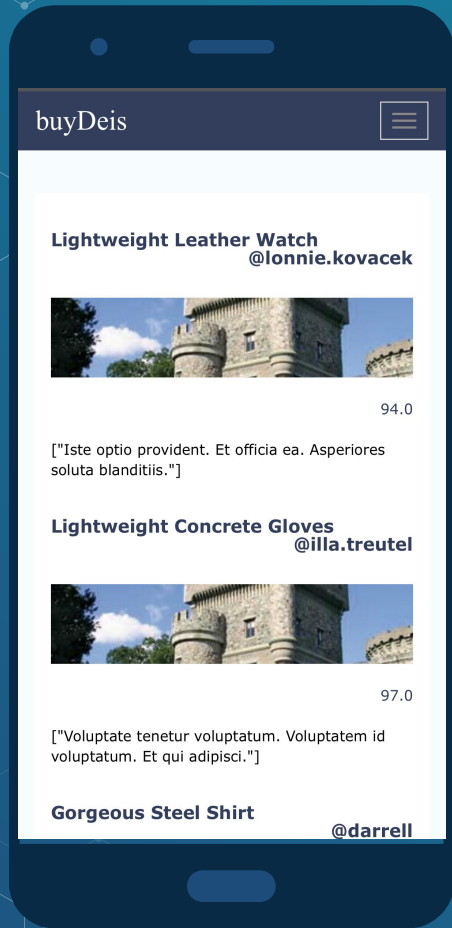 buyDeis
Lightweight Leather Watch
@lonnie.kovacek
94.0
["Iste optio provident. Et officia ea. Asperiores
soluta blanditiis."]
Lightweight Concrete Gloves
@illa.treutel
97.0
["Voluptate tenetur voluptatum. Voluptatem id
voluptatum. Et qui adipisci."]
Gorgeous Steel Shirt
@darrell